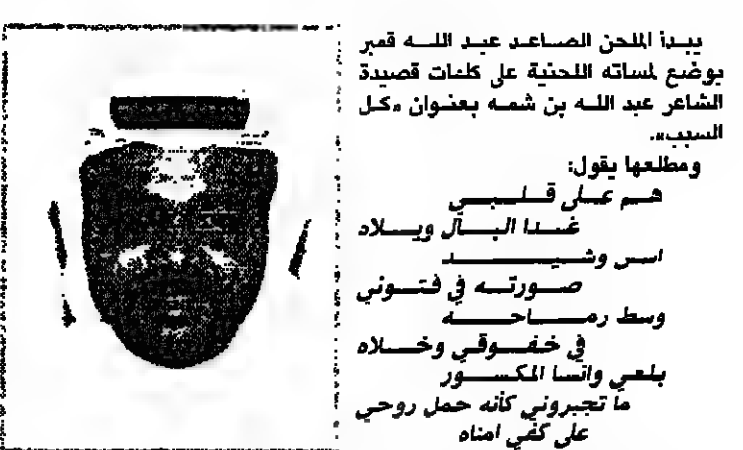 يبدأ الملحن الصاعد عبد الله قمبر
بوضع لمساته اللحنية على كلمات قصيدة
الشاعر عبد الله بن شمه بعنوان «كل
السبب».
ومطلعها يقول:
هم على قلبي
غدا البال وبلاه
اسس وشيد
صورته في فتوني
وسط رماحه
في خفوقي وخلاه
بلعي وانسا المكسور
ما تجبروني كأنه حمل روحي
على كفي امناه